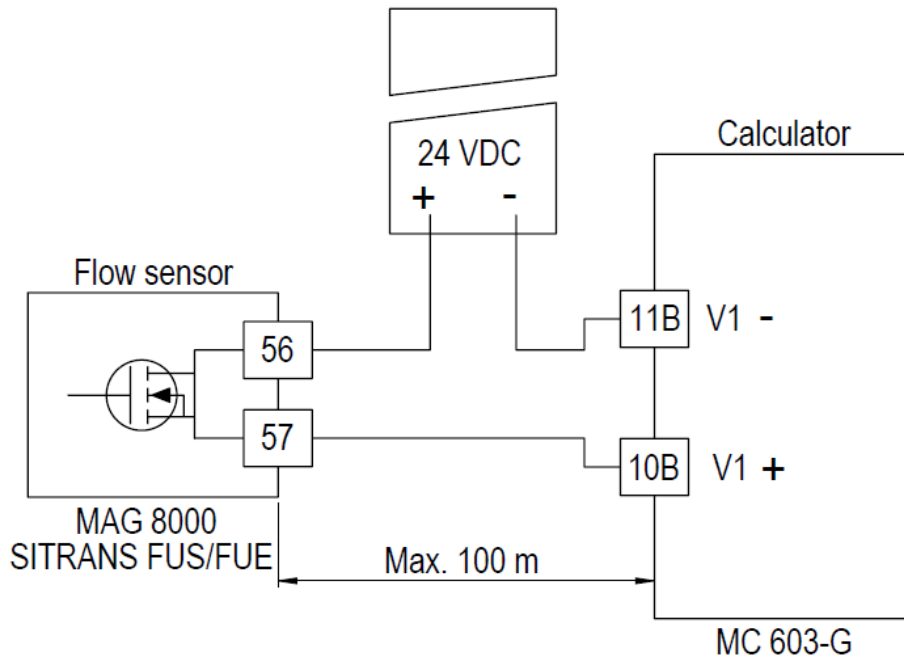 24 VDC
+ -
Calculator
Flow sensor
56
57
11B V1 -
10B V1 +
MAG 8000
SITRANS FUS/FUE
Max. 100 m
MC 603-G